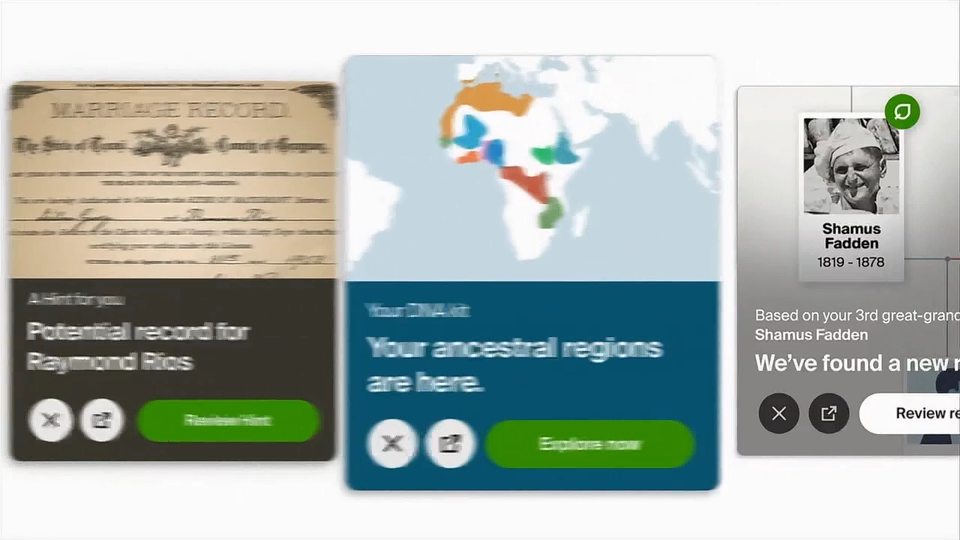 MARRIAGE RECORD.
The State of Texas, County of
A Hint for you
Potential record for
Raymond Rios
Review Hint
Your DNA kit
Your ancestral regions
are here.
Explore now
Shamus
Fadden
1819 - 1878
Based on your 3rd great-grand
Shamus Fadden
We've found a new r
Review re